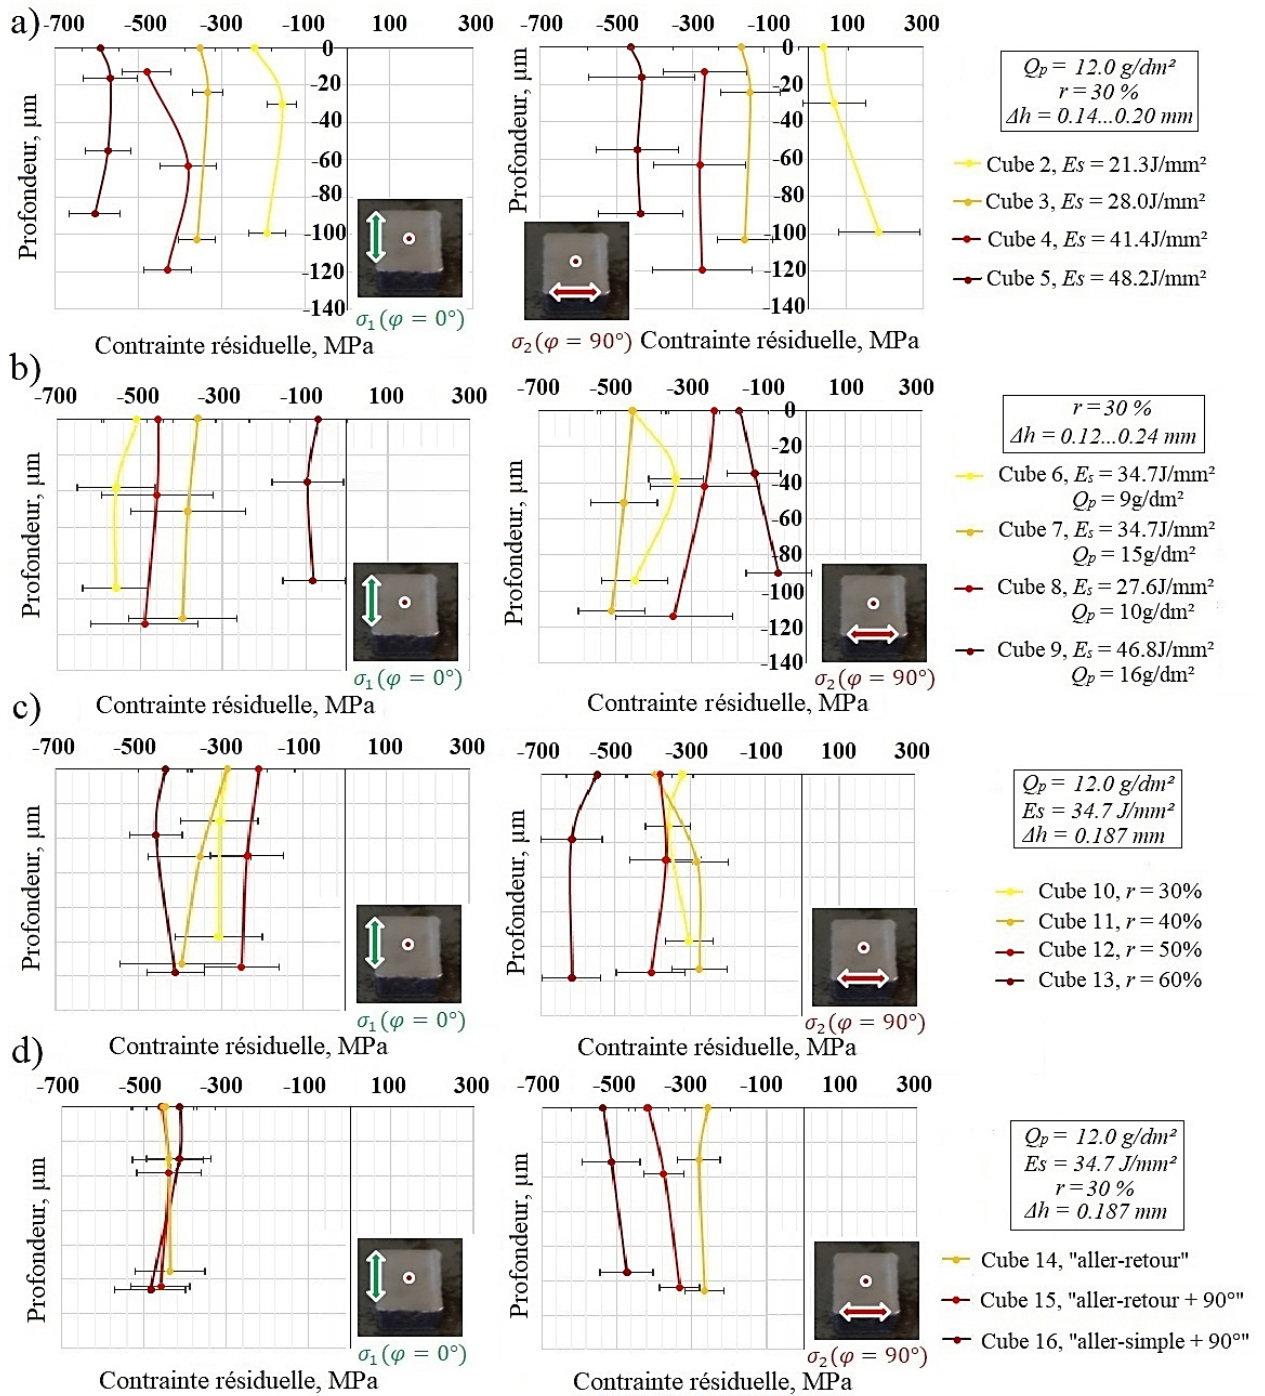 a)
-700 -500 -300 -100 100 300
0
-20
-40
-60
-80
-100
-120
-140
Profondeur, µm
σ1(φ = 0°)
Contrainte résiduelle, MPa
-700 -500 -300 -100 100 300
0
-20
-40
-60
-80
-100
-120
-140
Profondeur, µm
σ2(φ = 90°)
Contrainte résiduelle, MPa
Qp = 12.0 g/dm²
r = 30 %
Δh = 0.14...0.20 mm
Cube 2, Es = 21.3J/mm²
Cube 3, Es = 28.0J/mm²
Cube 4, Es = 41.4J/mm²
Cube 5, Es = 48.2J/mm²
b)
-700 -500 -300 -100 100 300
Profondeur, µm
σ1(φ = 0°)
Contrainte résiduelle, MPa
-700 -500 -300 -100 100 300
0
-20
-40
-60
-80
-100
-120
-140
Profondeur, µm
σ2(φ = 90°)
Contrainte résiduelle, MPa
r = 30 %
Δh = 0.12...0.24 mm
Cube 6, Es = 34.7J/mm²
Qp = 9g/dm²
Cube 7, Es = 34.7J/mm²
Qp = 15g/dm²
Cube 8, Es = 27.6J/mm²
Qp = 10g/dm²
Cube 9, Es = 46.8J/mm²
Qp = 16g/dm²
c)
-700 -500 -300 -100 100 300
Profondeur, µm
σ1(φ = 0°)
Contrainte résiduelle, MPa
-700 -500 -300 -100 100 300
Profondeur, µm
σ2(φ = 90°)
Contrainte résiduelle, MPa
Qp = 12.0 g/dm²
Es = 34.7 J/mm²
Δh = 0.187 mm
Cube 10, r = 30%
Cube 11, r = 40%
Cube 12, r = 50%
Cube 13, r = 60%
d)
-700 -500 -300 -100 100 300
Profondeur, µm
σ1(φ = 0°)
Contrainte résiduelle, MPa
-700 -500 -300 -100 100 300
Profondeur, µm
σ2(φ = 90°)
Contrainte résiduelle, MPa
Qp = 12.0 g/dm²
Es = 34.7 J/mm²
r = 30 %
Δh = 0.187 mm
Cube 14, "aller-retour"
Cube 15, "aller-retour + 90°"
Cube 16, "aller-simple + 90°"